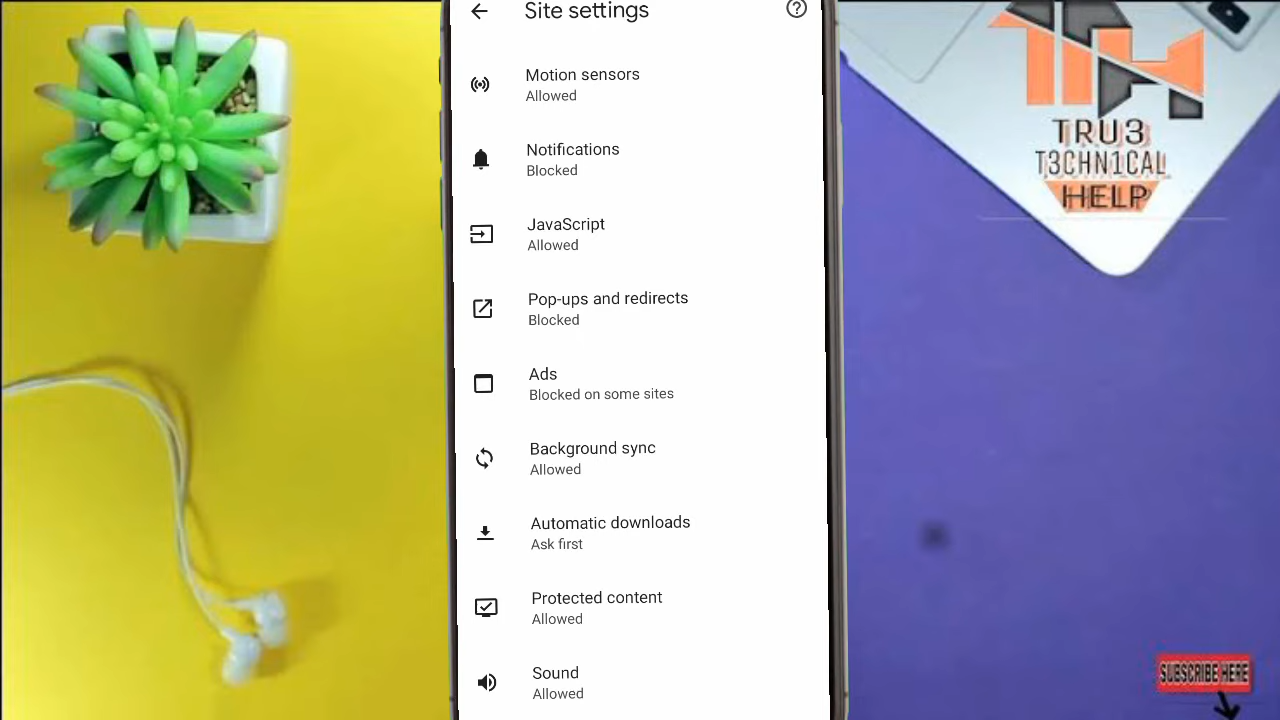 Site settings
Motion sensors
Allowed
Notifications
Blocked
JavaScript
Allowed
Pop-ups and redirects
Blocked
Ads
Blocked on some sites
Background sync
Allowed
Automatic downloads
Ask first
Protected content
Allowed
Sound
Allowed
TRU3
T3CHN1CAL
HELP
SUBSCRIBE HERE